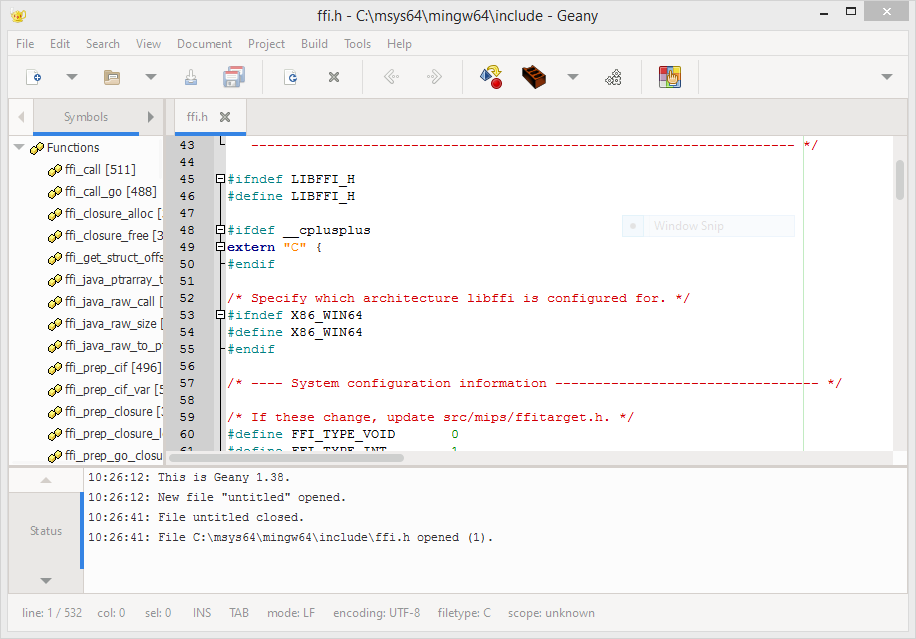 ffi.h - C:\msys64\mingw64\include - Geany
File Edit Search View Document Project Build Tools Help
Symbols
ffi.h
Functions
ffi_call [511]
ffi_call_go [488]
ffi_closure_alloc [
ffi_closure_free [3
ffi_get_struct_offs
ffi_java_ptrarray_t
ffi_java_raw_call [
ffi_java_raw_size [
ffi_java_raw_to_p
ffi_prep_cif [496]
ffi_prep_cif_var [5
ffi_prep_closure [
ffi_prep_closure_l
ffi_prep_go_closu
43 -------------------------------------------------------------------- */
44
45 #ifndef LIBFFI_H
46 #define LIBFFI_H
47
48 #ifdef __cplusplus
49 extern "C" {
50 #endif
51
52 /* Specify which architecture libffi is configured for. */
53 #ifndef X86_WIN64
54 #define X86_WIN64
55 #endif
56
57 /* ---- System configuration information --------------------------------- */
58
59 /* If these change, update src/mips/ffitarget.h. */
60 #define FFI_TYPE_VOID 0
61 #define FFI_TYPE_INT 1
Window Snip
Status
10:26:12: This is Geany 1.38.
10:26:12: New file "untitled" opened.
10:26:41: File untitled closed.
10:26:41: File C:\msys64\mingw64\include\ffi.h opened (1).
line: 1 / 532 col: 0 sel: 0 INS TAB mode: LF encoding: UTF-8 filetype: C scope: unknown